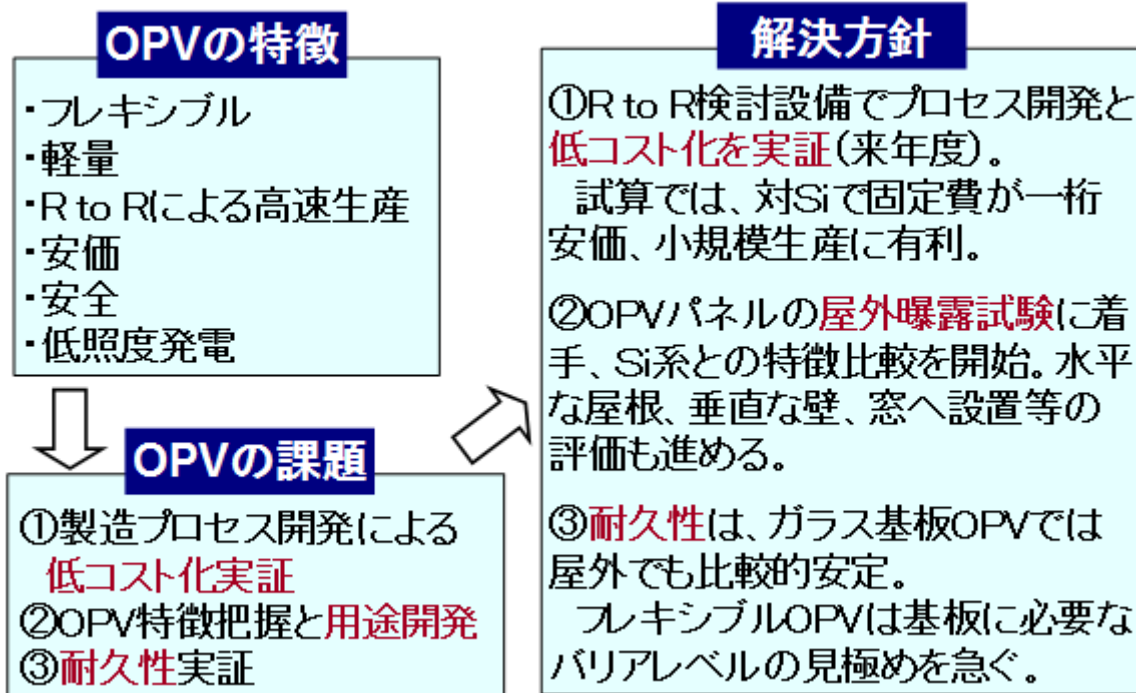 OPVの特徴
・フレキシブル
・軽量
・R to Rによる高速生産
・安価
・安全
・低照度発電
OPVの課題
①製造プロセス開発による
低コスト化実証
②OPV特徴把握と用途開発
③耐久性実証
解決方針
①R to R検討設備でプロセス開発と
低コスト化を実証(来年度)。
試算では、対Siで固定費が一桁
安価、小規模生産に有利。
②OPVパネルの屋外曝露試験に着
手、Si系との特徴比較を開始。水平
な屋根、垂直な壁、窓へ設置等の
評価も進める。
③耐久性は、ガラス基板OPVでは
屋外でも比較的安定。
フレキシブルOPVは基板に必要な
バリアレベルの見極めを急ぐ。